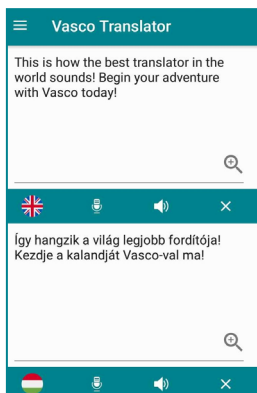 Vasco Translator
This is how the best translator in the
world sounds! Begin your adventure
with Vasco today!
Így hangzik a világ legjobb fordítója!
Kezdje a kalandját Vasco-val ma!